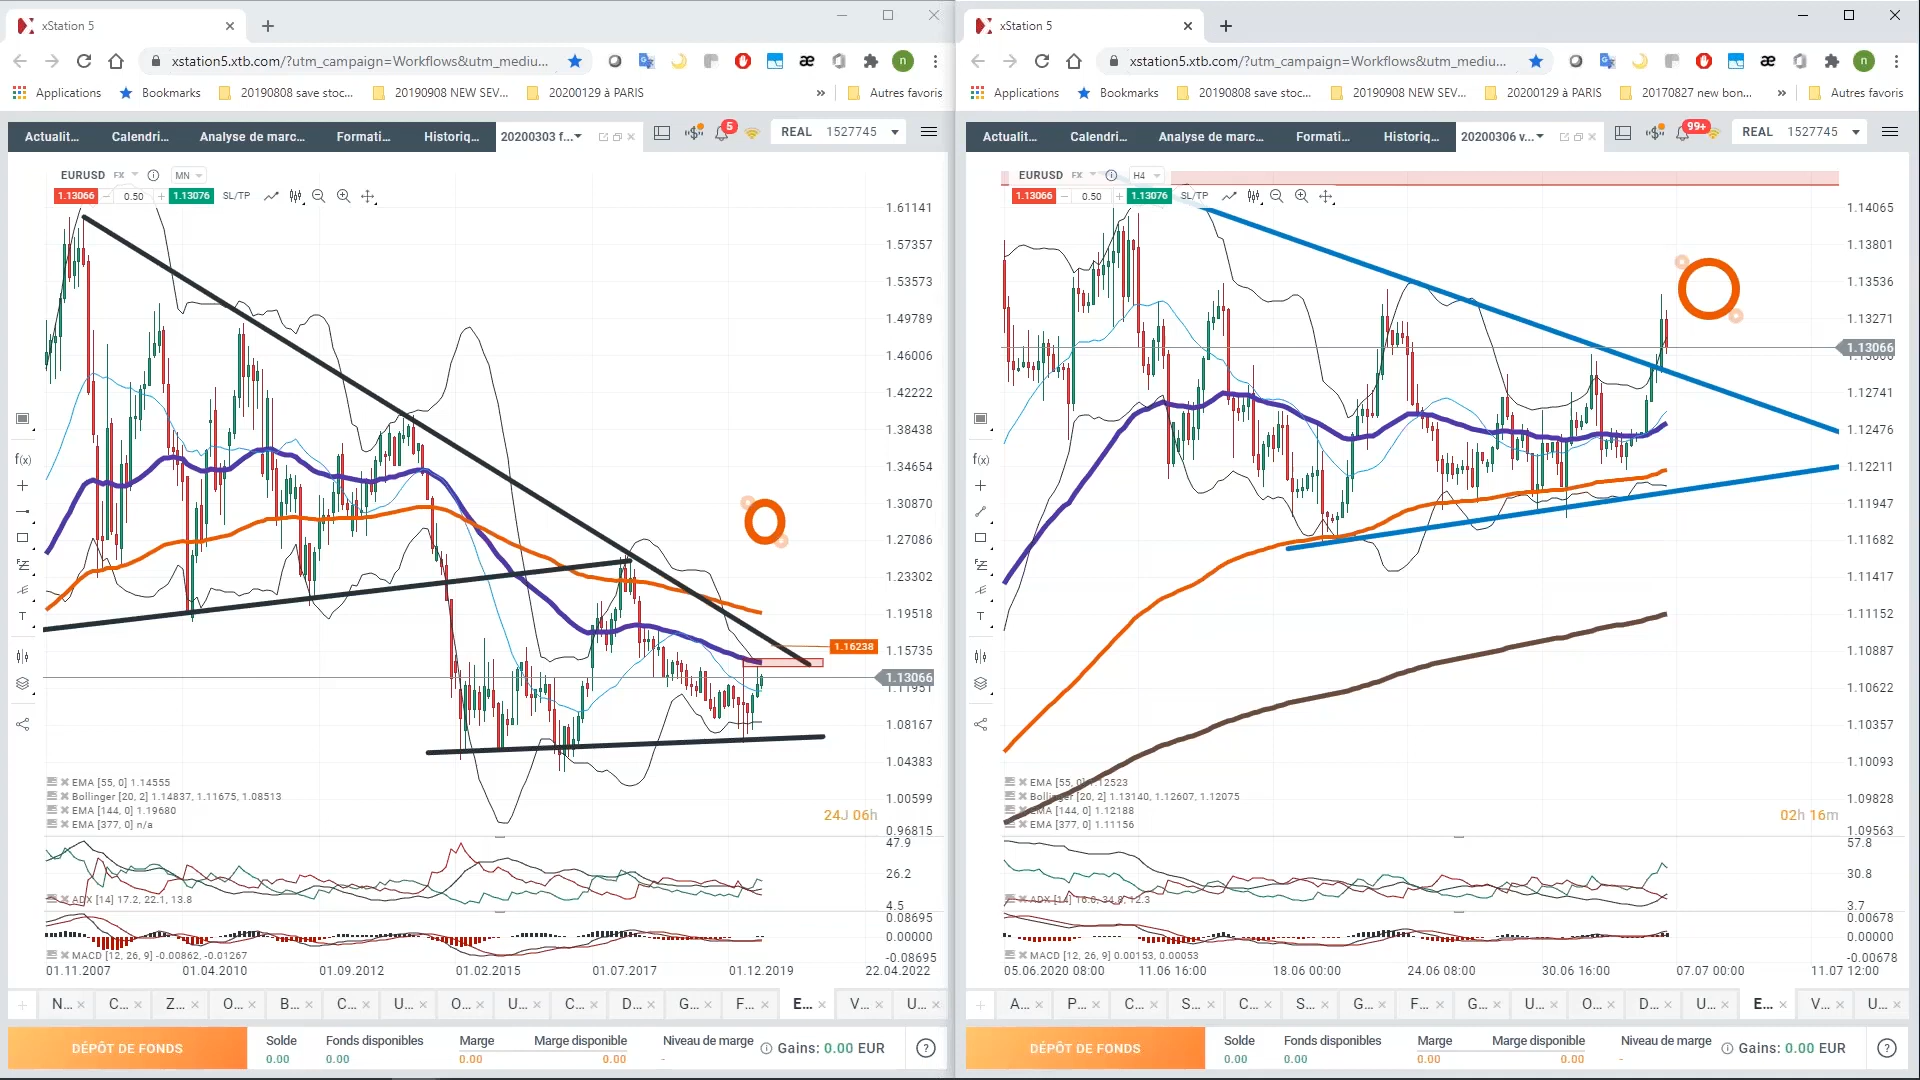 xStation 5
xstation5.xtb.com/?utm_campaign=Workflows&utm_mediu...
Applications Bookmarks 20190808 save stoc... 20190908 NEW SEV... 20200129 à PARIS » Autres favoris
Actualit... Calendri... Analyse de marc... Formati... Historiq... 20200303 f... 5 REAL 1527745
EURUSD FX MN
1.13066 0.50 1.13076 SL/TP
1.61141
1.57357
1.53573
1.49789
1.46006
1.42222
1.38438
1.34654
1.30870
1.27086
1.23302
1.19518
1.16238
1.15735
1.13066
1.11951
1.08167
1.04383
1.00599
0.96815
EMA [55, 0] 1.14555
Bollinger [20, 2] 1.14837, 1.11675, 1.08513
EMA [144, 0] 1.19680
EMA [377, 0] n/a
24J 06h
47.9
26.2
4.5
ADX [14] 17.2, 22.1, 13.8
0.08695
0.00000
-0.08695
MACD [12, 26, 9] -0.00862, -0.01267
01.11.2007 01.04.2010 01.09.2012 01.02.2015 01.07.2017 01.12.2019 22.04.2022
N... C... Z... O... B... C... U... O... U... C... D... G... F... E... V... U...
DÉPÔT DE FONDS
Solde Fonds disponibles Marge Marge disponible Niveau de marge Gains: 0.00 EUR
0.00 0.00 0.00 0.00 -
xStation 5
xstation5.xtb.com/?utm_campaign=Workflows&utm_mediu...
Applications Bookmarks 20190808 save stoc... 20190908 NEW SEV... 20200129 à PARIS 20170827 new bon... » Autres favoris
Actualit... Calendri... Analyse de marc... Formati... Historiq... 20200306 v... 99+ REAL 1527745
EURUSD FX H4
1.13066 0.50 1.13076 SL/TP
1.14065
1.13801
1.13536
1.13271
1.13066
1.12741
1.12476
1.12211
1.11947
1.11682
1.11417
1.11152
1.10887
1.10622
1.10357
1.10093
1.09828
1.09563
EMA [55, 0] 1.12523
Bollinger [20, 2] 1.13140, 1.12607, 1.12075
EMA [144, 0] 1.12188
EMA [377, 0] 1.11156
02h 16m
57.8
30.8
3.7
ADX [14] 16.0, 34.8, 12.3
0.00678
0.00000
-0.00678
MACD [12, 26, 9] 0.00153, 0.00053
05.06.2020 08:00 11.06 16:00 18.06 00:00 24.06 08:00 30.06 16:00 07.07 00:00 11.07 12:00
A... P... C... S... C... S... G... F... G... U... O... D... U... E... V... U...
DÉPÔT DE FONDS
Solde Fonds disponibles Marge Marge disponible Niveau de marge Gains: 0.00 EUR
0.00 0.00 0.00 0.00 -